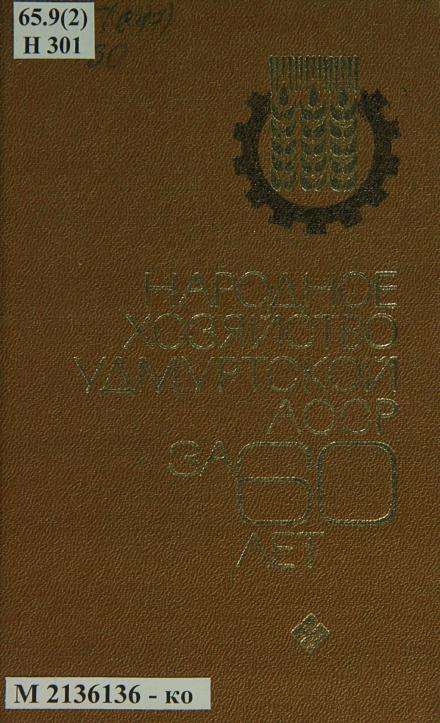 65.9(2)
Н 301
НАРОДНОЕ
ХОЗЯЙСТВО
УДМУРТСКОЙ
АССР
ЗА 60
ЛЕТ
М 2136136 - ко